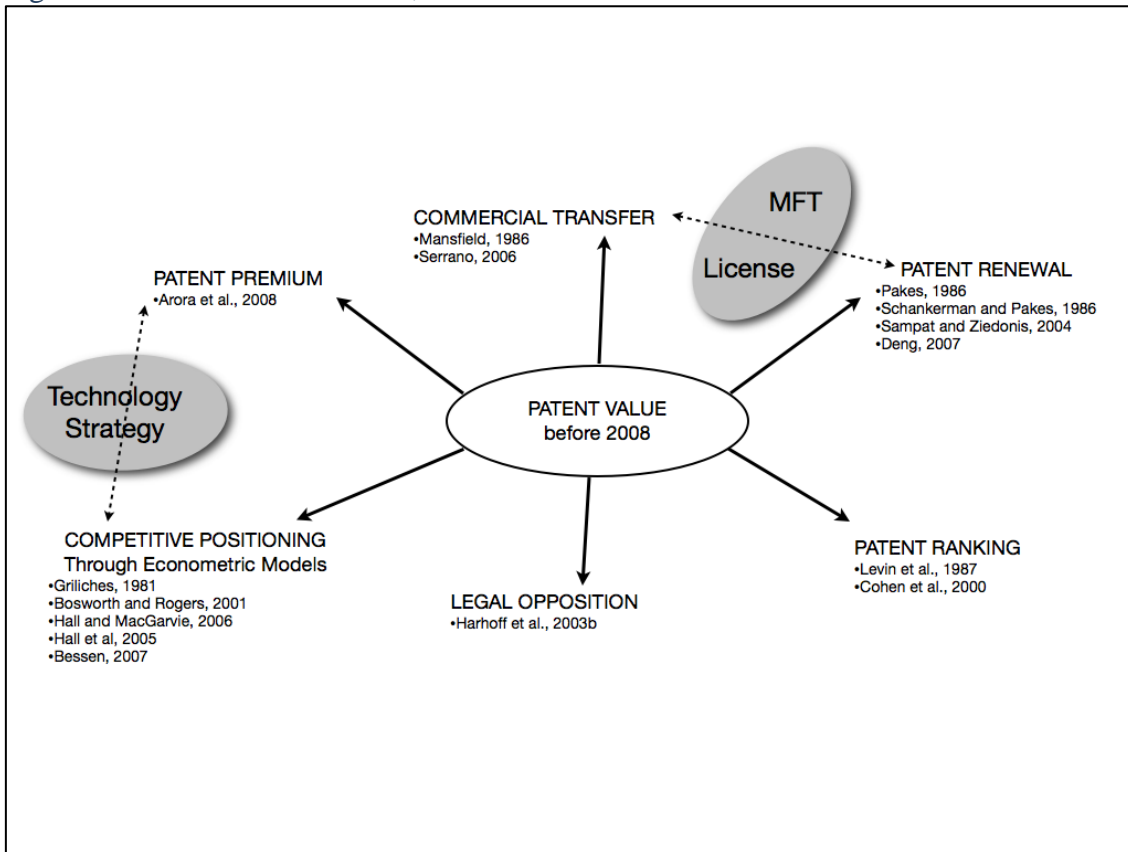 COMMERCIAL TRANSFER
•Mansfield, 1986
•Serrano, 2006
MFT
License
PATENT PREMIUM
•Arora et al., 2008
PATENT RENEWAL
•Pakes, 1986
•Schankerman and Pakes, 1986
•Sampat and Ziedonis, 2004
•Deng, 2007
Technology
Strategy
PATENT VALUE
before 2008
COMPETITIVE POSITIONING
Through Econometric Models
•Griliches, 1981
•Bosworth and Rogers, 2001
•Hall and MacGarvie, 2006
•Hall et al, 2005
•Bessen, 2007
LEGAL OPPOSITION
•Harhoff et al., 2003b
PATENT RANKING
•Levin et al., 1987
•Cohen et al., 2000